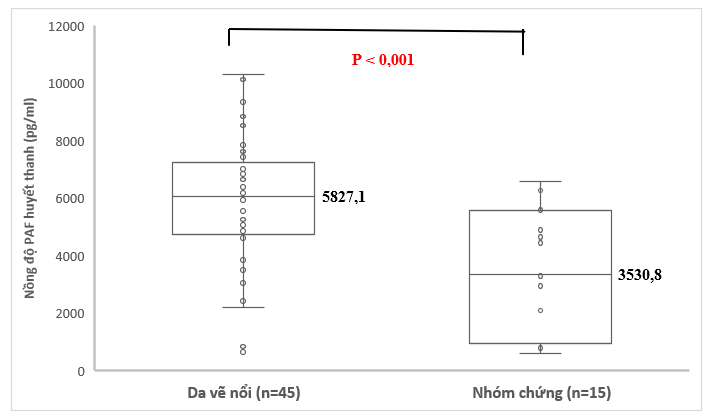 12000
P < 0,001
10000
8000
6000
4000
2000
0
Nồng độ PAF huyết thanh (pg/ml)
5827,1
3530,8
Da vẽ nổi (n=45)
Nhóm chứng (n=15)